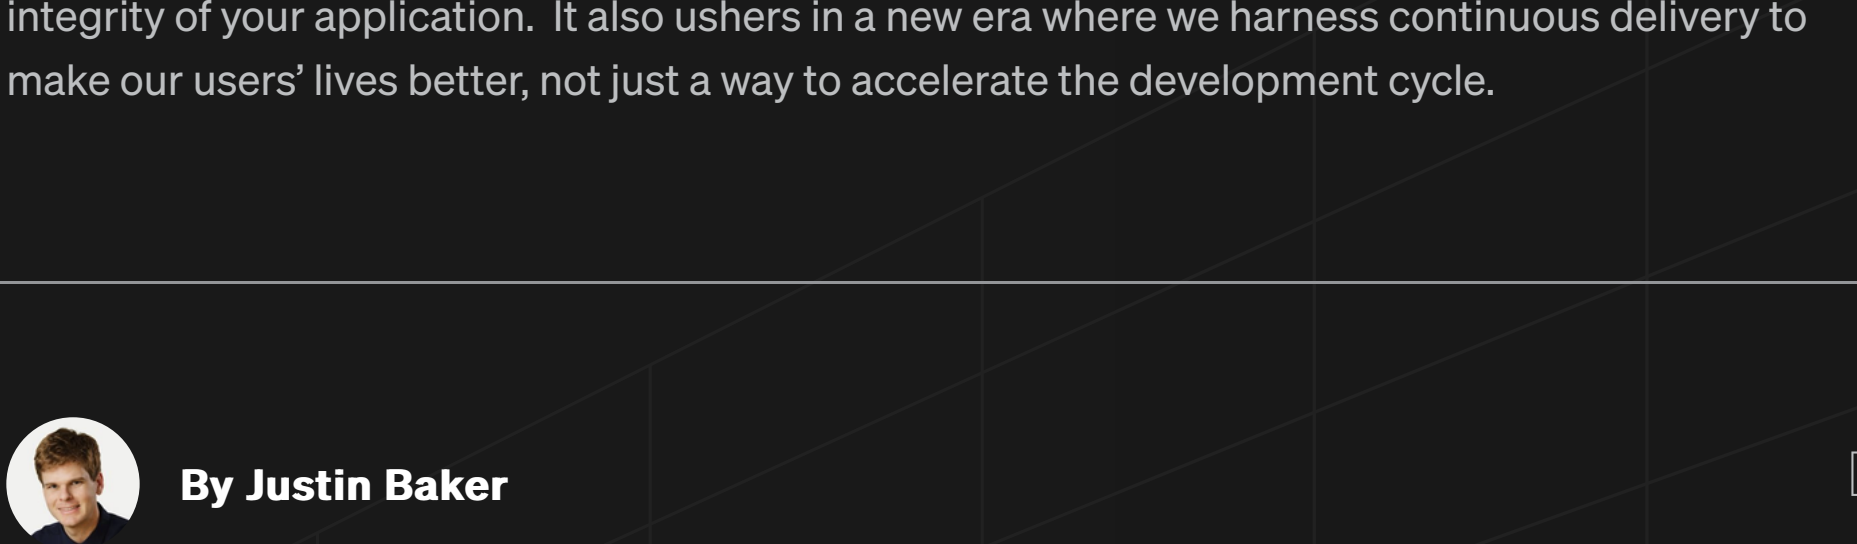 integrity of your application.  It also ushers in a new era where we harness continuous delivery to
make our users’ lives better, not just a way to accelerate the development cycle.
By Justin Baker